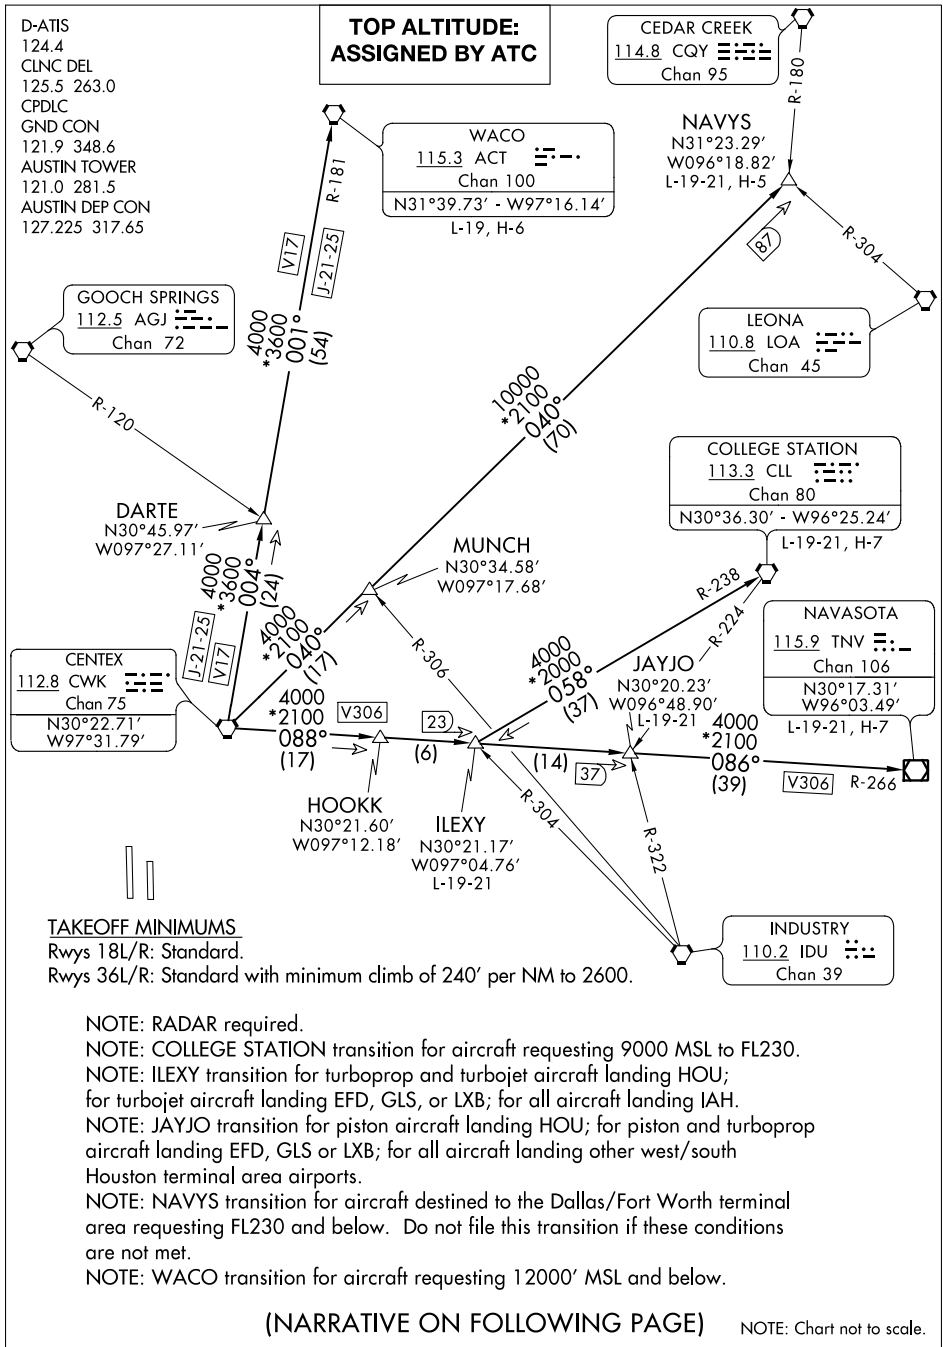 D-ATIS
124.4
CLNC DEL
125.5 263.0
CPDLC
GND CON
121.9 348.6
AUSTIN TOWER
121.0 281.5
AUSTIN DEP CON
127.225 317.65
TOP ALTITUDE:
ASSIGNED BY ATC
CEDAR CREEK
114.8 CQY
Chan 95
R-180
NAVYS
N31°23.29'
W096°18.82'
L-19-21, H-5
WACO
115.3 ACT
Chan 100
N31°39.73' - W97°16.14'
L-19, H-6
R-181
V17
J-21-25
4000
*3600
001°
(54)
87
R-304
LEONA
110.8 LOA
Chan 45
GOOCH SPRINGS
112.5 AGJ
Chan 72
R-120
10000
*2100
040°
(70)
COLLEGE STATION
113.3 CLL
Chan 80
N30°36.30' - W96°25.24'
L-19-21, H-7
DARTE
N30°45.97'
W097°27.11'
MUNCH
N30°34.58'
W097°17.68'
4000
*3600
004°
(24)
J-21-25
V17
4000
*2100
040°
(17)
R-306
R-238
R-224
4000
*2000
058°
(37)
NAVASOTA
115.9 TNV
Chan 106
N30°17.31'
W96°03.49'
L-19-21, H-7
CENTEX
112.8 CWK
Chan 75
N30°22.71'
W97°31.79'
JAYJO
N30°20.23'
W096°48.90'
L-19-21
4000
*2100
088°
(17)
V306
23
(6)
(14)
37
4000
*2100
086°
(39)
V306
R-266
HOOKK
N30°21.60'
W097°12.18'
ILEXY
N30°21.17'
W097°04.76'
L-19-21
R-304
R-322
INDUSTRY
110.2 IDU
Chan 39
TAKEOFF MINIMUMS
Rwys 18L/R: Standard.
Rwys 36L/R: Standard with minimum climb of 240' per NM to 2600.
NOTE: RADAR required.
NOTE: COLLEGE STATION transition for aircraft requesting 9000 MSL to FL230.
NOTE: ILEXY transition for turboprop and turbojet aircraft landing HOU;
for turbojet aircraft landing EFD, GLS, or LXB; for all aircraft landing IAH.
NOTE: JAYJO transition for piston aircraft landing HOU; for piston and turboprop
aircraft landing EFD, GLS or LXB; for all aircraft landing other west/south
Houston terminal area airports.
NOTE: NAVYS transition for aircraft destined to the Dallas/Fort Worth terminal
area requesting FL230 and below. Do not file this transition if these conditions
are not met.
NOTE: WACO transition for aircraft requesting 12000' MSL and below.
(NARRATIVE ON FOLLOWING PAGE)
NOTE: Chart not to scale.